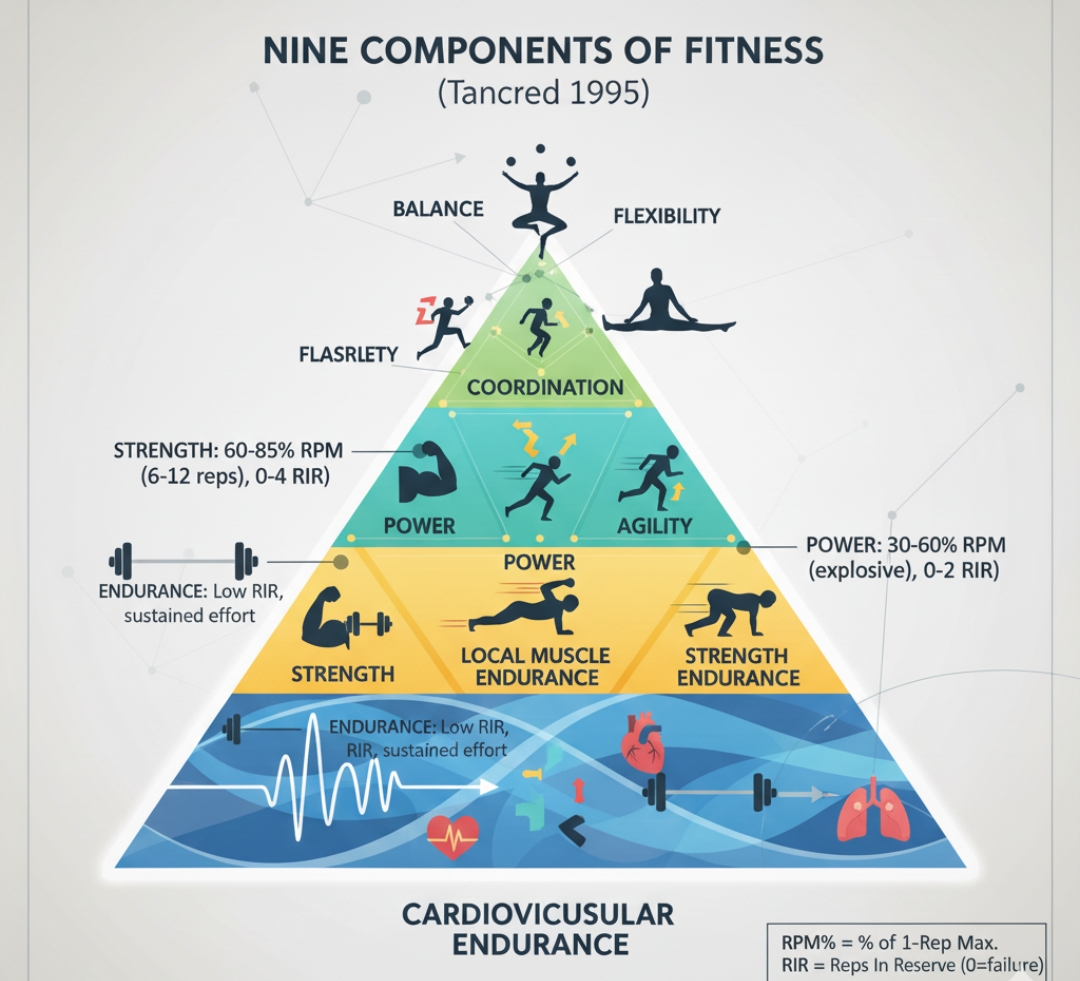 NINE COMPONENTS OF FITNESS
(Tancred 1995)
BALANCE
FLEXIBILITY
FLASRLETY
COORDINATION
STRENGTH: 60-85% RPM
(6-12 reps), 0-4 RIR)
POWER
AGILITY
POWER
POWER: 30-60% RPM
(explosive), 0-2 RIR)
ENDURANCE: Low RIR,
sustained effort
STRENGTH
LOCAL MUSCLE
ENDURANCE
STRENGTH
ENDURANCE
ENDURANCE: Low RIR,
RIR, sustained effort
CARDIOVICUSULAR
ENDURANCE
RPM% = % of 1-Rep Max.
RIR = Reps In Reserve (0=failure)